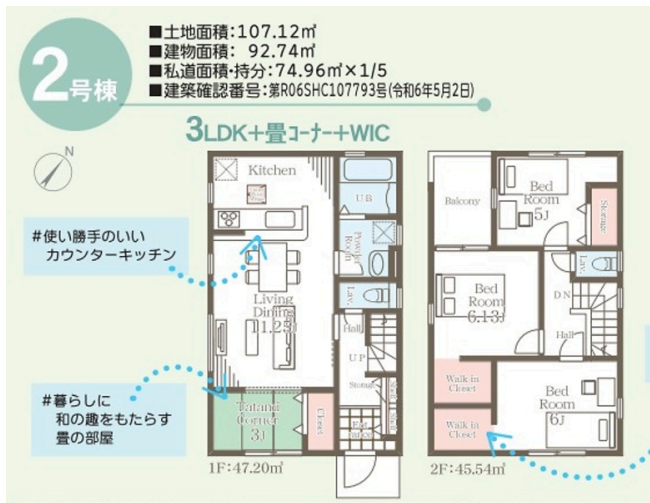 2号棟
■土地面積:107.12㎡
■建物面積: 92.74㎡
■私道面積・持分:74.96㎡×1/5
■建築確認番号:第R06SHC107793号(令和6年5月2日)
3LDK+畳コーナー+WIC
N
#使い勝手のいい
カウンターキッチン
#暮らしに
和の趣をもたらす
畳の部屋
Kitchen
UB
Powder
Room
Lav.
Living
Dining
11.25J
Hall
UP
Storage
Tatami
Corner
3J
Closet
Entrance
1F:47.20㎡
Balcony
Bed
Room
5J
Storage
Lav.
Bed
Room
6.13J
DN
Hall
Walk in
Closet
Walk in
Closet
Bed
Room
6J
2F:45.54㎡